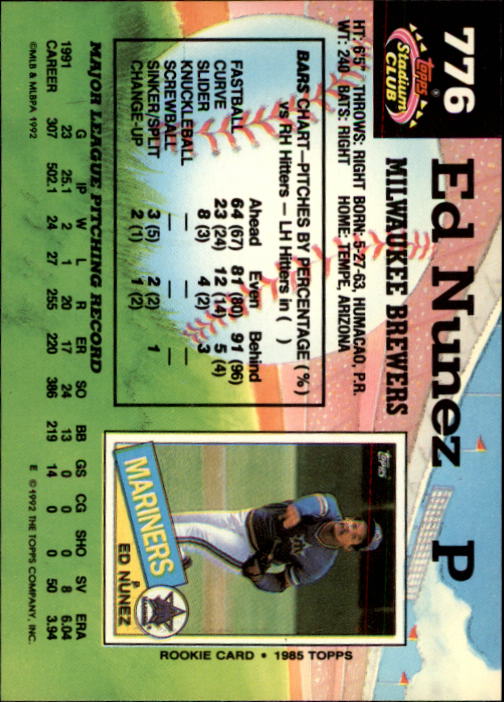 776
TOPPS
Stadium
CLUB
®
Ed Nunez P
MILWAUKEE BREWERS
HT: 6'5" THROWS: RIGHT BORN: 5-27-63, HUMACAO, P.R.
WT: 240 BATS: RIGHT HOME: TEMPE, ARIZONA
BARS CHART—PITCHES BY PERCENTAGE (%)
vs RH Hitters — LH Hitters in ( )
Ahead Even Behind
FASTBALL 64 (67) 81 (80) 91 (96)
CURVE 23 (24) 12 (14) 5 (4)
SLIDER 8 (3) 4 (2) 3
KNUCKLEBALL — — —
SCREWBALL — — —
SINKER/SPLIT 3 (5) 2 (2) 1
CHANGE-UP 2 (1) 1 (2)
Topps
MARINERS
P
ED NUNEZ
ROOKIE CARD • 1985 TOPPS
MAJOR LEAGUE PITCHING RECORD
G IP W L R ER SO BB GS CG SHO SV ERA
1991 23 25.1 2 1 20 17 24 13 0 0 0 8 6.04
CAREER 307 502.1 24 27 255 220 386 219 14 0 0 50 3.94
©MLB & MLBPA 1992
E ©1992 THE TOPPS COMPANY, INC.